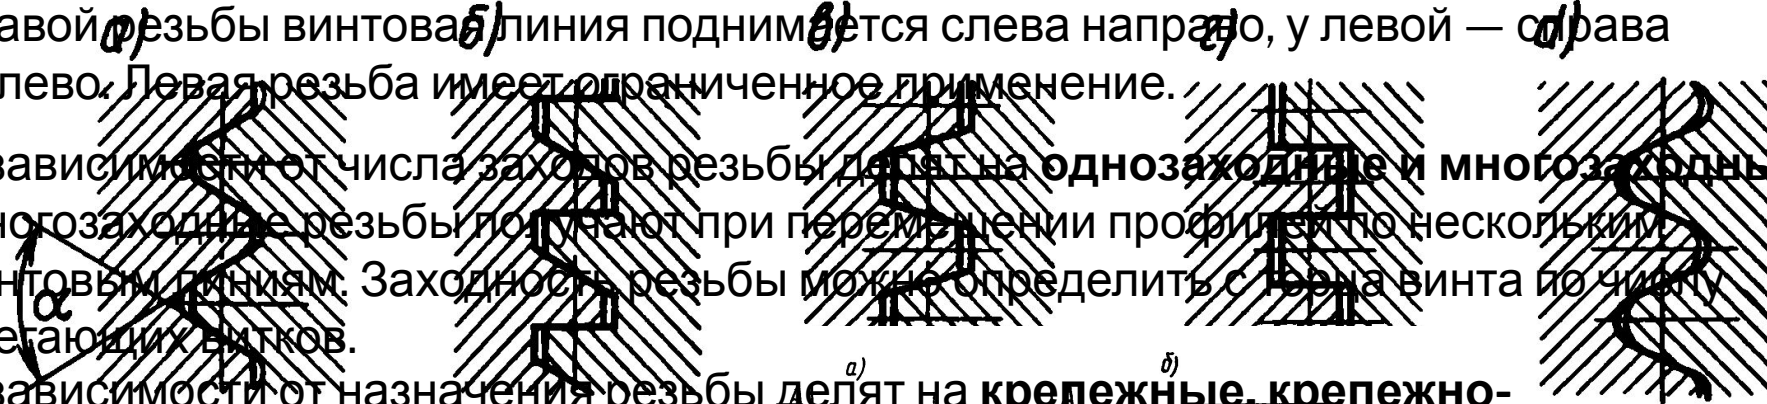 а) б) в) г) д)
авой резьбы винтовая линия поднимается слева направо, у левой — справа
лево. Левая резьба имеет ограниченное применение.
зависимости от числа заходов резьбы делят на однозаходные и многозаходны
ногозаходные резьбы получают при перемещении профилей по нескольким
нтовым линиям. Заходность резьбы можно определить с торца винта по числу
α
егающих витков.
а) б)
зависимости от назначения резьбы делят на крепежные, крепежно-